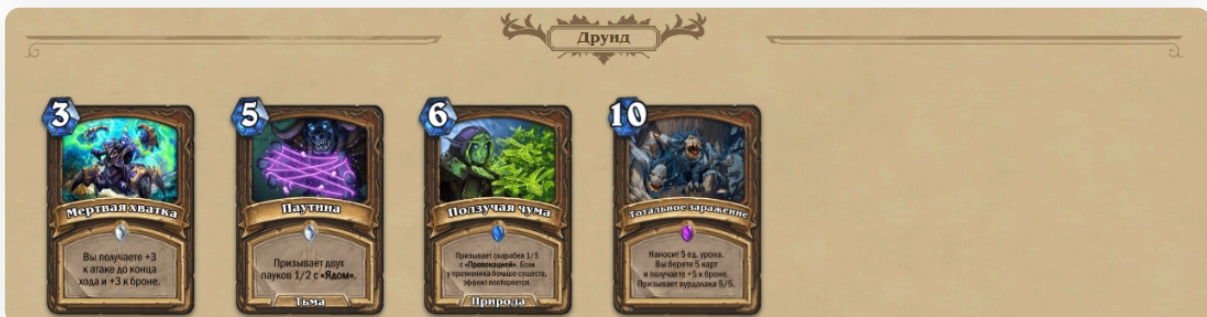 Друид
3
Мертвая хватка
Вы получаете +3
к атаке до конца
хода и +3 к броне.
5
Паутина
Призывает двух
пауков 1/2 с «Ядом».
Тьма
6
Ползучая чума
Призывает скарабея 1/5
с «Провокацией». Если
у противника больше существ,
эффект повторяется.
Природа
10
Тотальное заражение
Наносит 5 ед. урона.
Вы берете 5 карт
и получаете +5 к броне.
Призывает вурдалака 5/5.